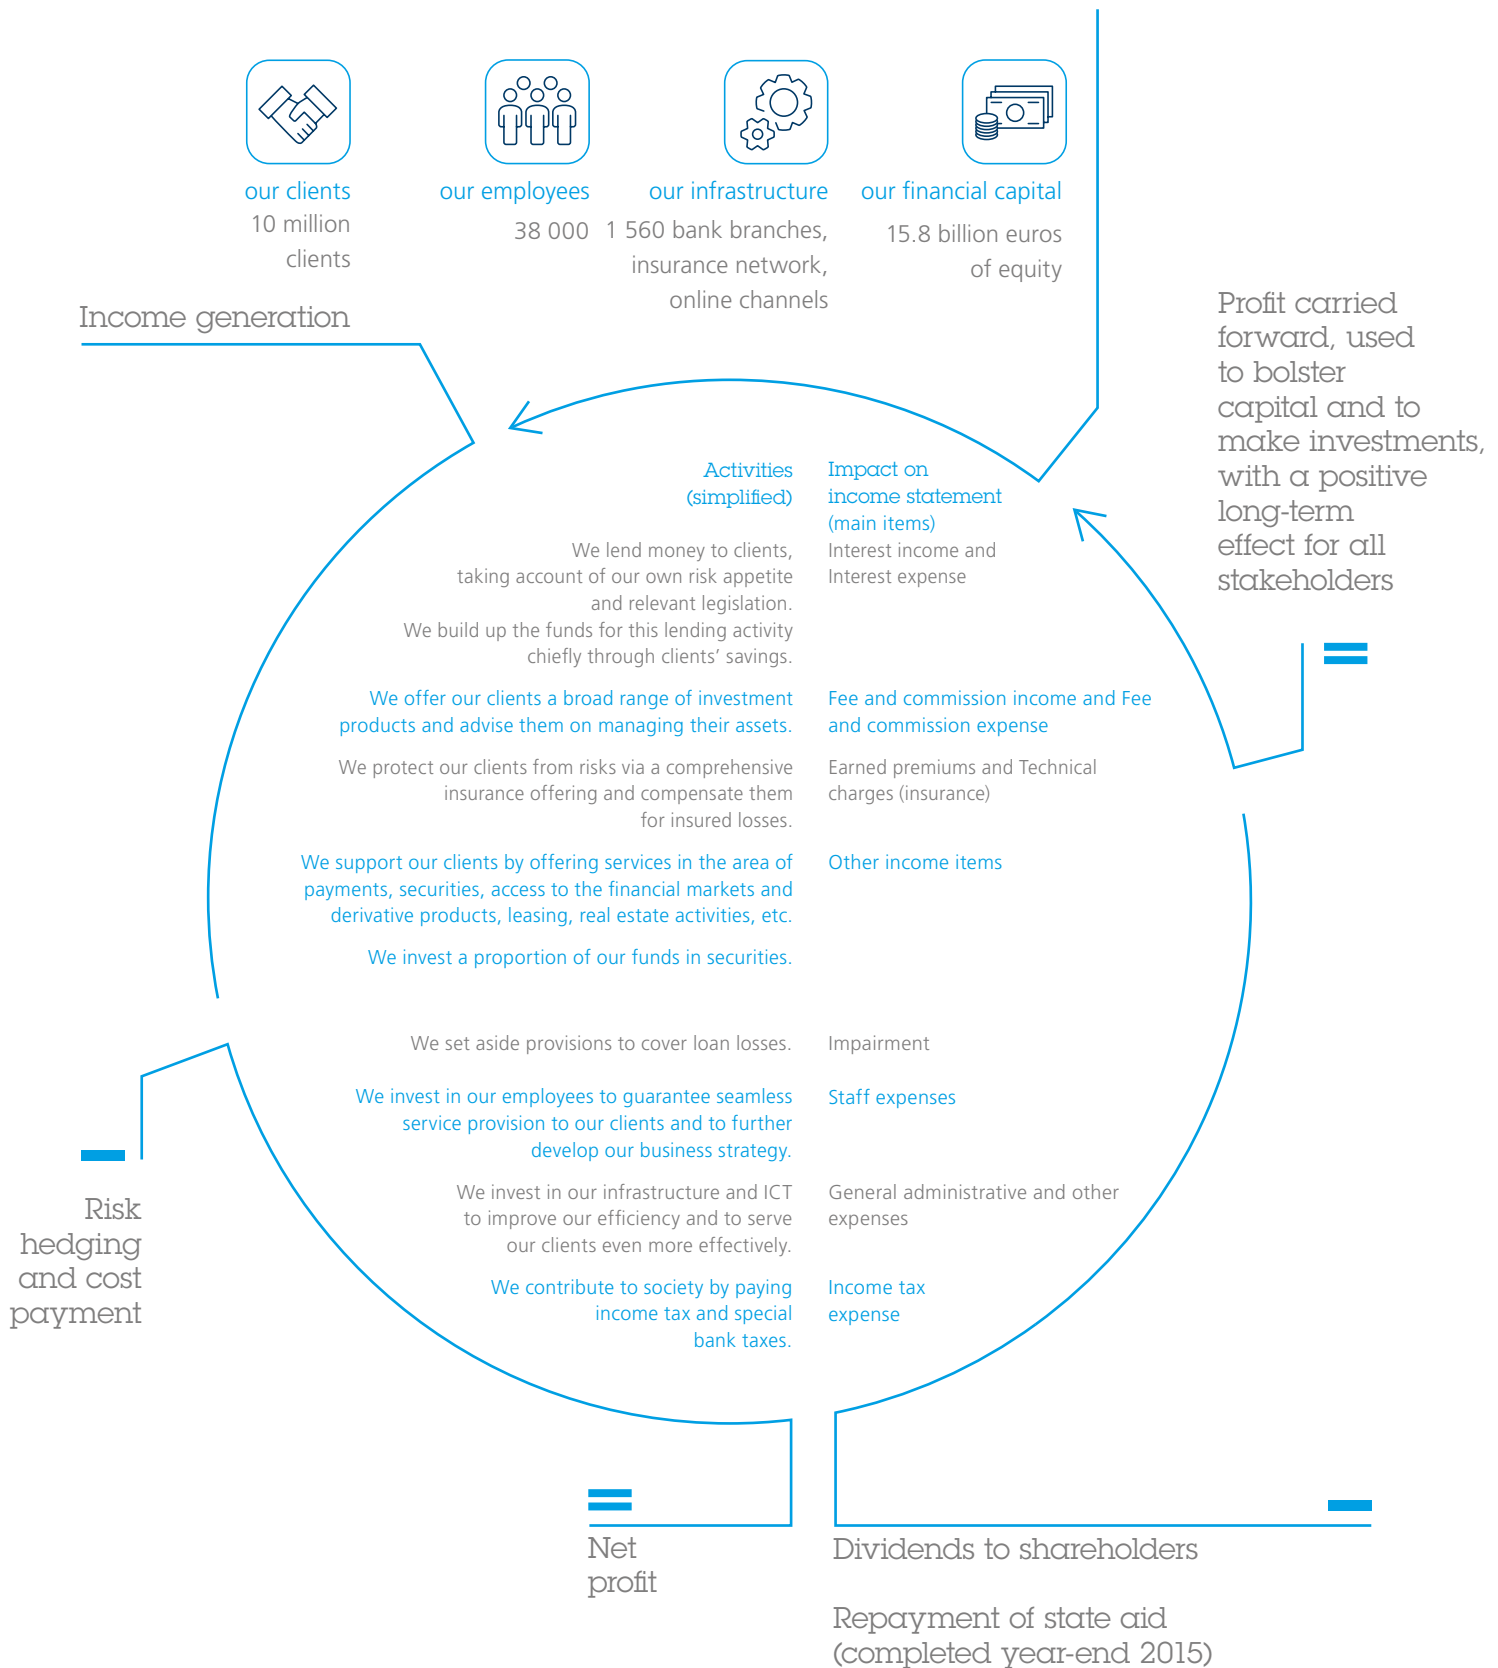 our clients
10 million
clients
our employees
38 000
our infrastructure
1 560 bank branches,
insurance network,
online channels
our financial capital
15.8 billion euros
of equity
Income generation
Profit carried
forward, used
to bolster
capital and to
make investments,
with a positive
long-term
effect for all
stakeholders
=
Activities
(simplified)
Impact on
income statement
(main items)
We lend money to clients,
taking account of our own risk appetite
and relevant legislation.
We build up the funds for this lending activity
chiefly through clients’ savings.
Interest income and
Interest expense
We offer our clients a broad range of investment
products and advise them on managing their assets.
Fee and commission income and Fee
and commission expense
We protect our clients from risks via a comprehensive
insurance offering and compensate them
for insured losses.
Earned premiums and Technical
charges (insurance)
We support our clients by offering services in the area of
payments, securities, access to the financial markets and
derivative products, leasing, real estate activities, etc.
Other income items
We invest a proportion of our funds in securities.
We set aside provisions to cover loan losses.
Impairment
We invest in our employees to guarantee seamless
service provision to our clients and to further
develop our business strategy.
Staff expenses
We invest in our infrastructure and ICT
to improve our efficiency and to serve
our clients even more effectively.
General administrative and other
expenses
We contribute to society by paying
income tax and special
bank taxes.
Income tax
expense
–
Risk
hedging
and cost
payment
=
Net
profit
–
Dividends to shareholders
Repayment of state aid
(completed year-end 2015)